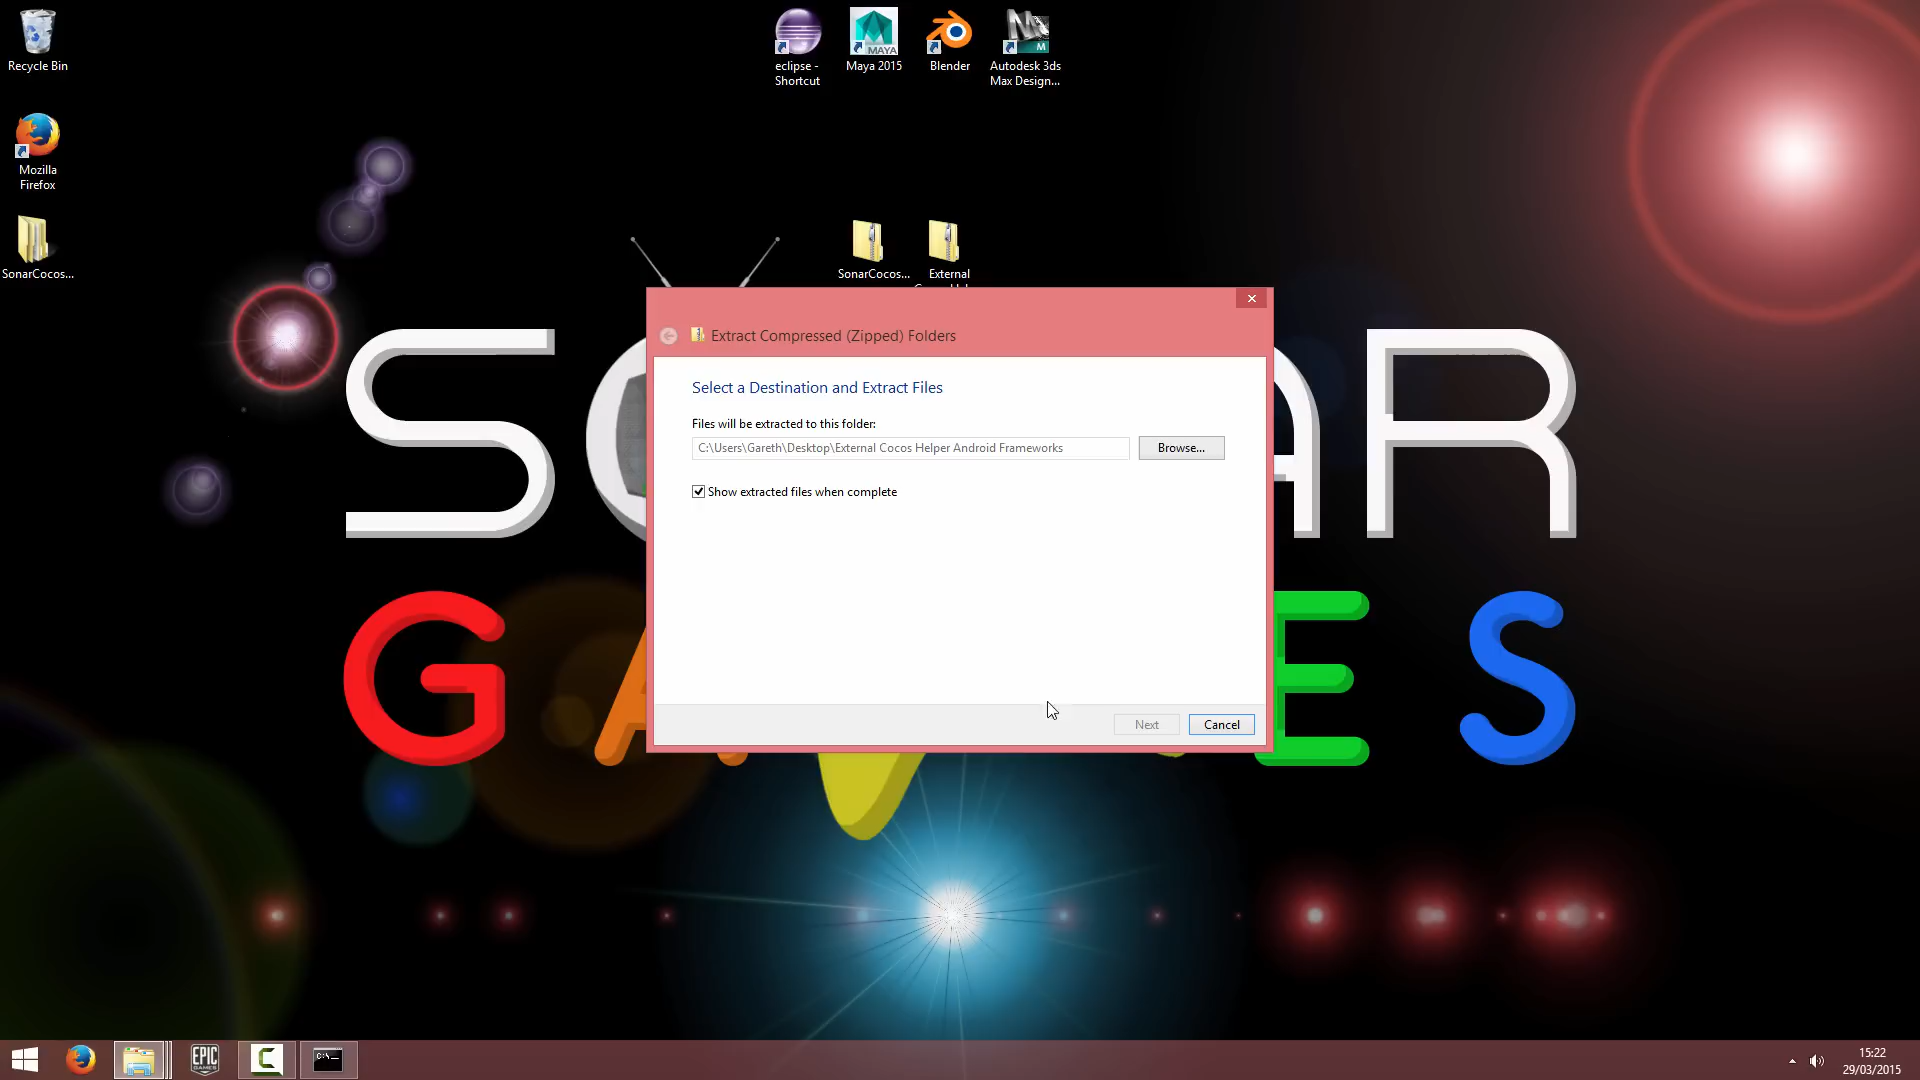 Recycle Bin
Mozilla
Firefox
SonarCocos...
eclipse -
Shortcut
Maya 2015
MAYA
Blender
Autodesk 3ds
Max Design...
M
SonarCocos...
External
Extract Compressed (Zipped) Folders
Select a Destination and Extract Files
Files will be extracted to this folder:
C:\Users\Gareth\Desktop\External Cocos Helper Android Frameworks
Browse...
Show extracted files when complete
Next
Cancel
EPIC
GAMES
C:\_
15:22
29/03/2015